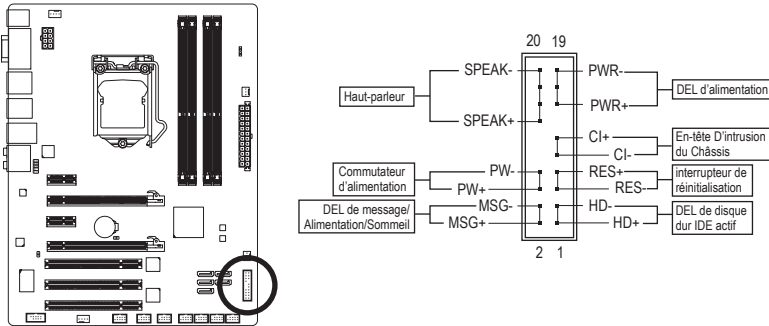 20 19
SPEAK-
SPEAK+
Haut-parleur
PWR-
PWR+
DEL d'alimentation
CI+
CI-
En-tête D'intrusion
du Châssis
PW-
PW+
Commutateur
d'alimentation
RES+
RES-
interrupteur de
réinitialisation
MSG-
MSG+
DEL de message/
Alimentation/Sommeil
HD-
HD+
DEL de disque
dur IDE actif
2 1